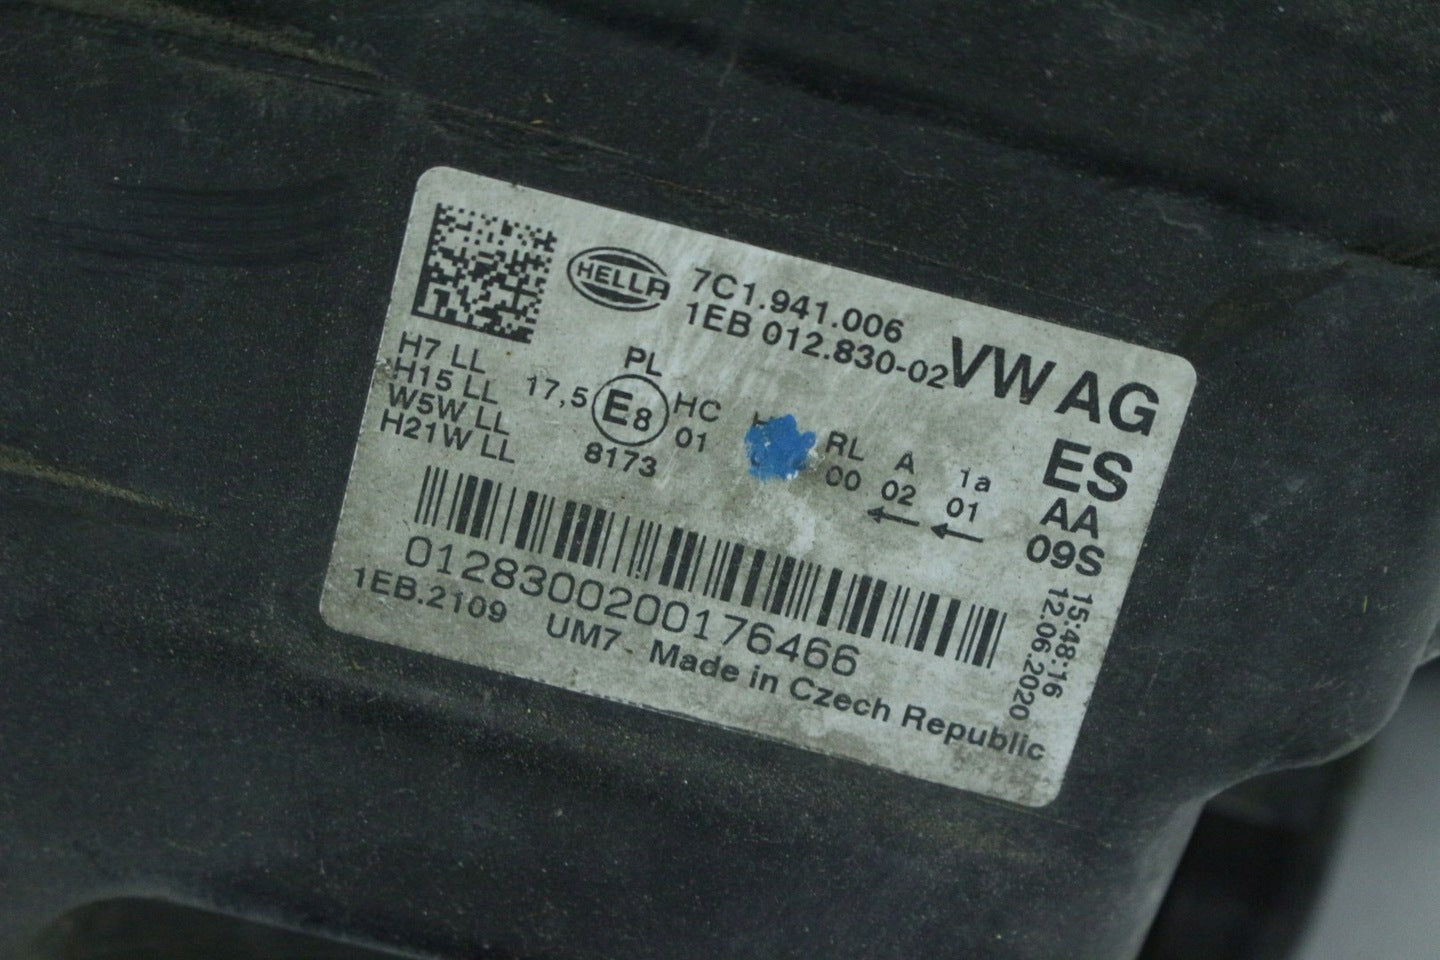 HELLA
7C1.941.006
1EB 012.830-02
VW AG
ES
AA
09S
H7 LL
H15 LL
W5W LL
H21W LL
PL
17,5 E8 HC RL A 1a
01 00 02 01
8173
← ←
0128300200176466
1EB.2109 UM7 Made in Czech Republic
15:48:16
12.06.2020